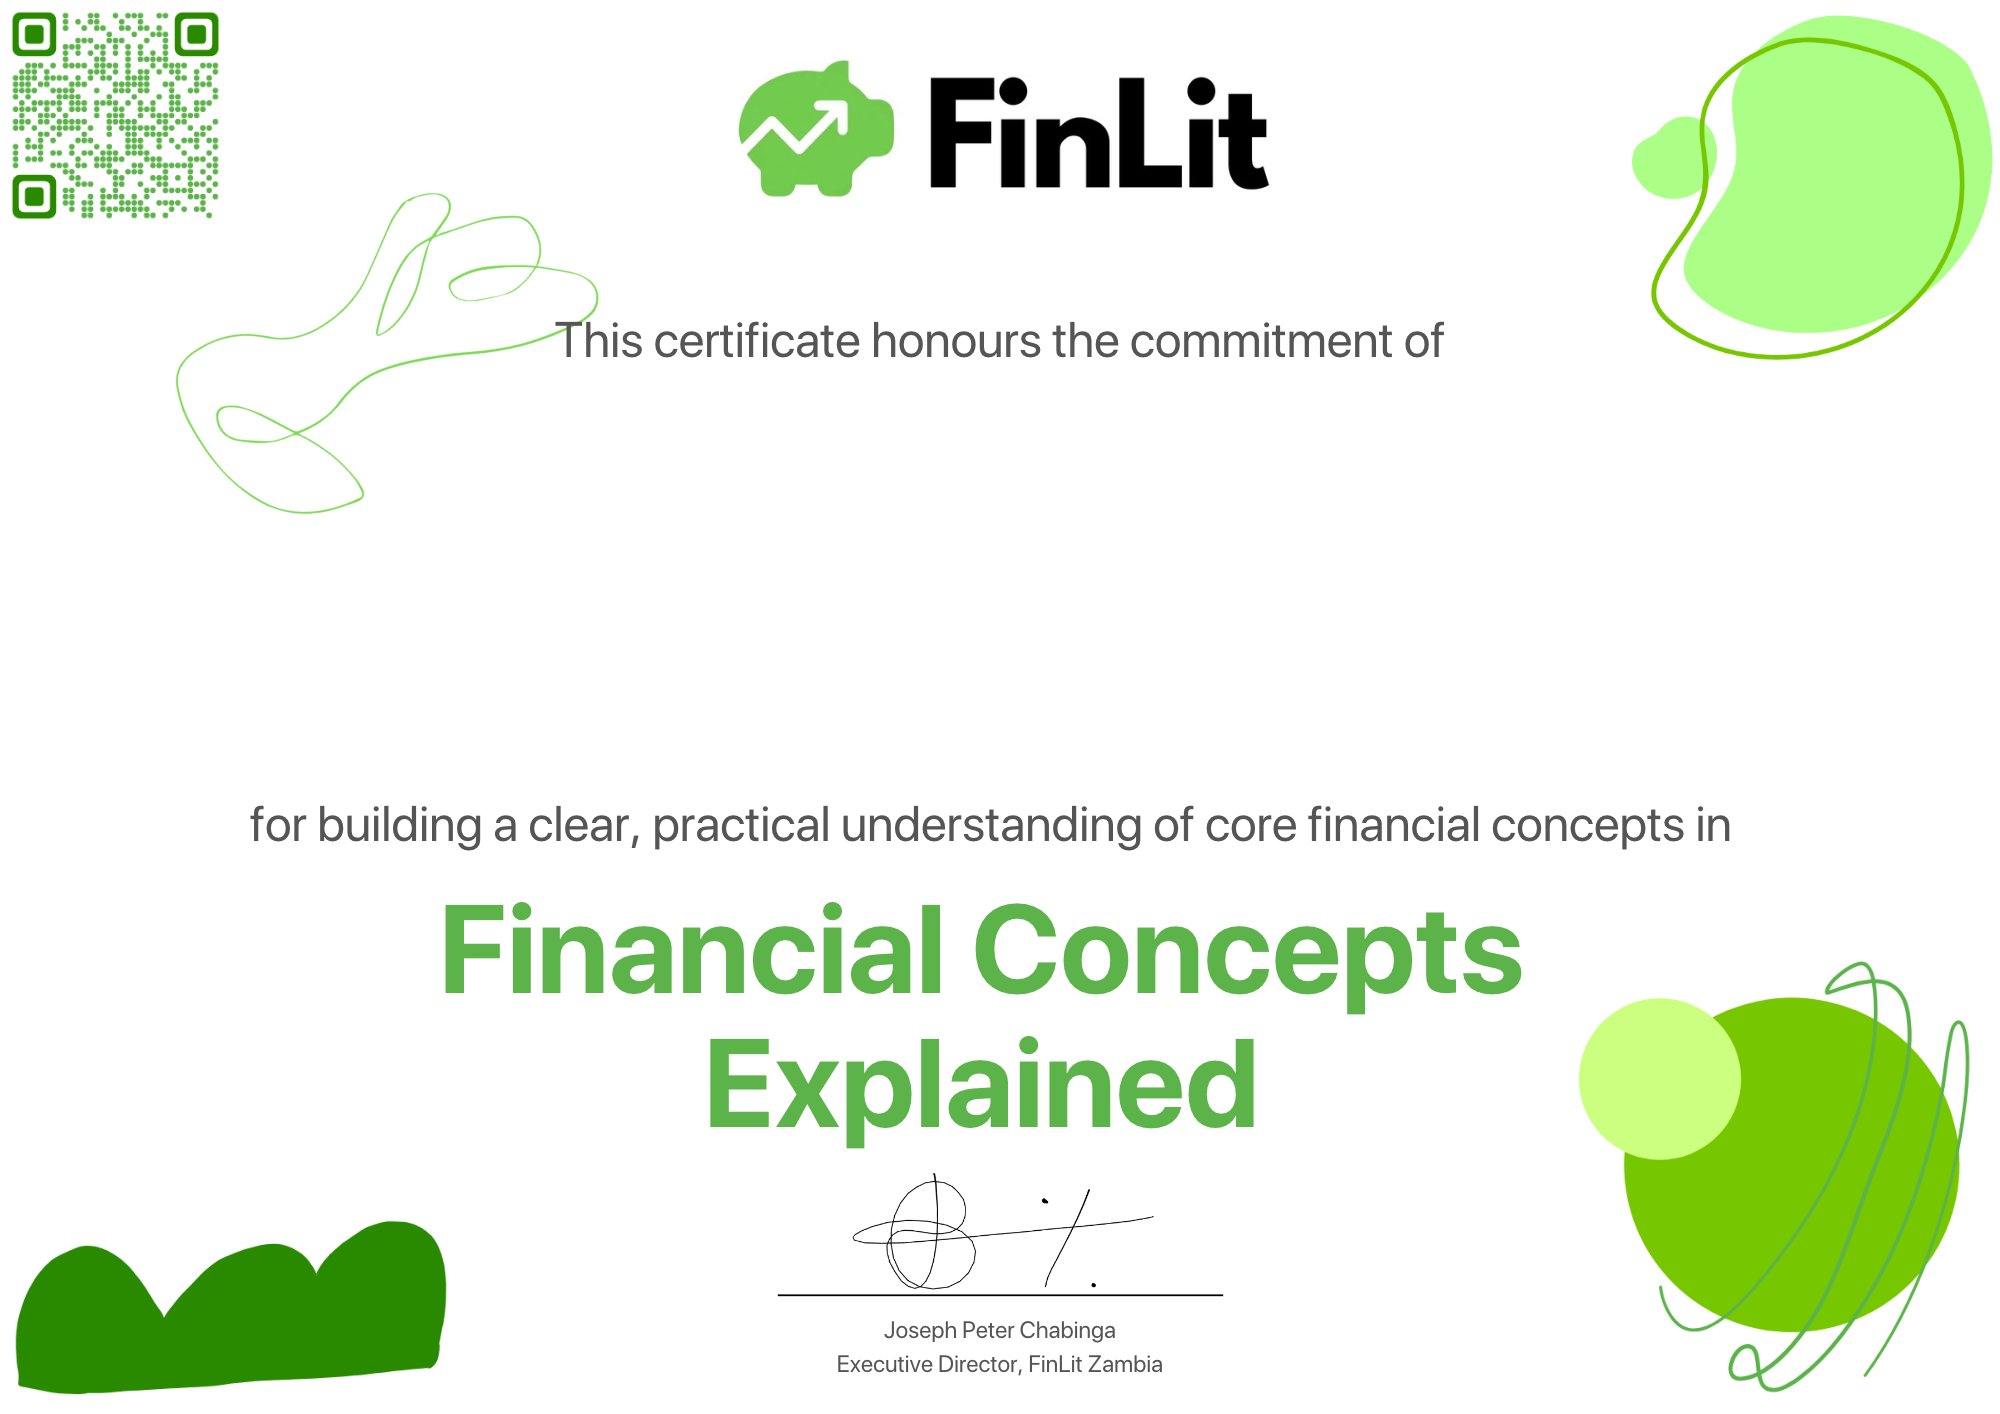 FinLit
This certificate honours the commitment of
for building a clear, practical understanding of core financial concepts in
Financial Concepts
Explained
Joseph Peter Chabinga
Executive Director, FinLit Zambia